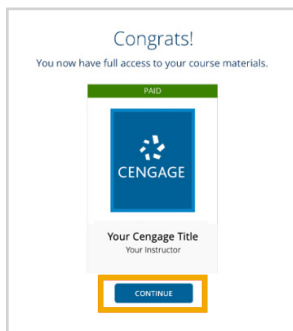 Congrats!
You now have full access to your course materials.
PAID
CENGAGE
Your Cengage Title
Your Instructor
CONTINUE